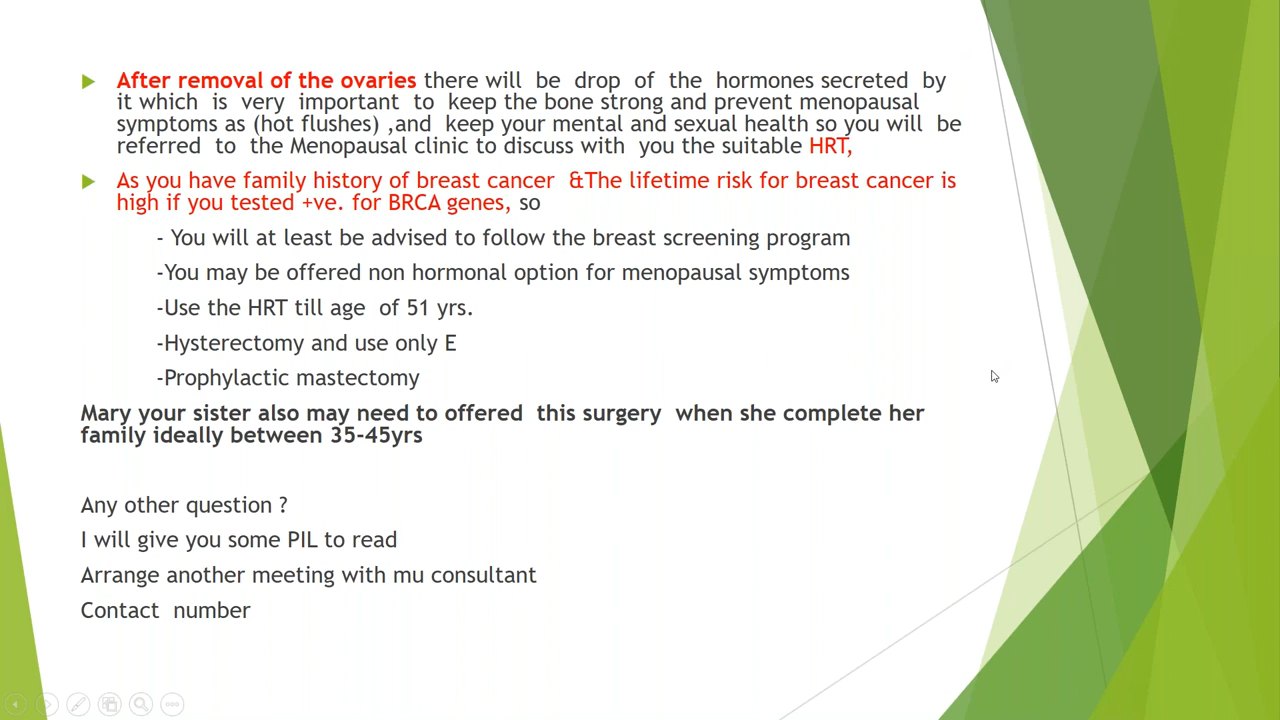 After removal of the ovaries there will be drop of the hormones secreted by
it which is very important to keep the bone strong and prevent menopausal
symptoms as (hot flushes) ,and keep your mental and sexual health so you will be
referred to the Menopausal clinic to discuss with you the suitable HRT,
As you have family history of breast cancer &The lifetime risk for breast cancer is
high if you tested +ve. for BRCA genes, so
- You will at least be advised to follow the breast screening program
-You may be offered non hormonal option for menopausal symptoms
-Use the HRT till age of 51 yrs.
-Hysterectomy and use only E
-Prophylactic mastectomy
Mary your sister also may need to offered this surgery when she complete her
family ideally between 35-45yrs
Any other question ?
I will give you some PIL to read
Arrange another meeting with mu consultant
Contact number